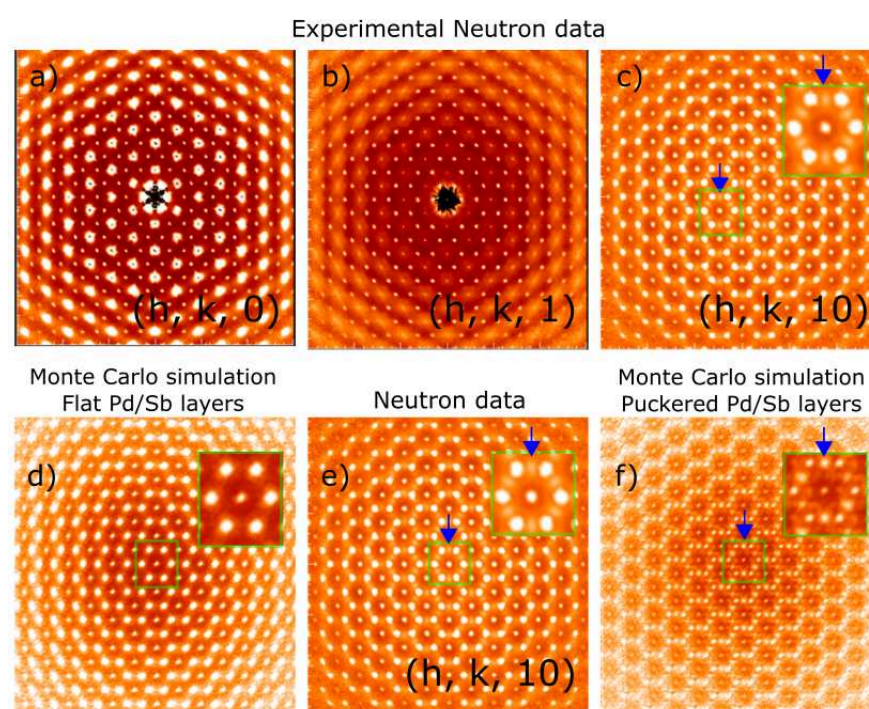 Experimental Neutron data
a)
b)
c)
(h, k, 0)
(h, k, 1)
(h, k, 10)
Monte Carlo simulation
Flat Pd/Sb layers
Neutron data
Monte Carlo simulation
Puckered Pd/Sb layers
d)
e)
f)
(h, k, 10)